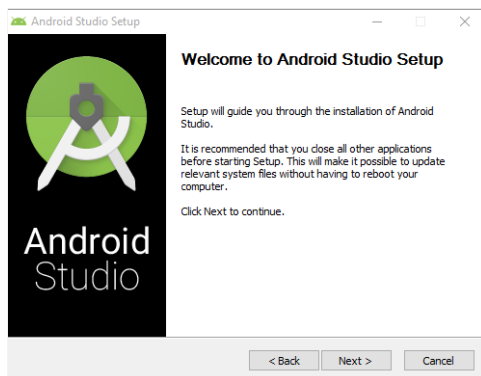 Android Studio Setup
Welcome to Android Studio Setup
Setup will guide you through the installation of Android
Studio.
It is recommended that you close all other applications
before starting Setup. This will make it possible to update
relevant system files without having to reboot your
computer.
Click Next to continue.
Android
Studio
< Back
Next >
Cancel